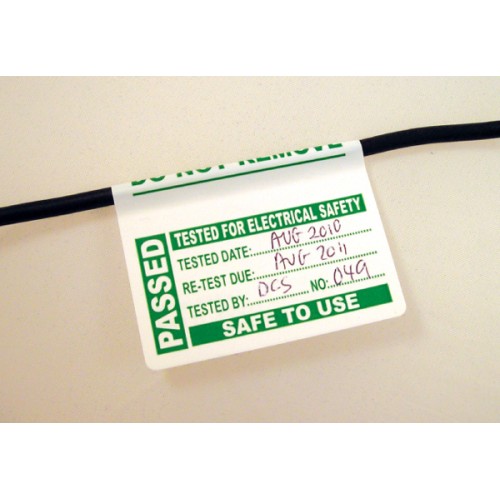 DO NOT REMOVE
PASSED
TESTED FOR ELECTRICAL SAFETY
TESTED DATE: AUG 2010
RE-TEST DUE: AUG 2011
TESTED BY: DGS NO: 049
SAFE TO USE